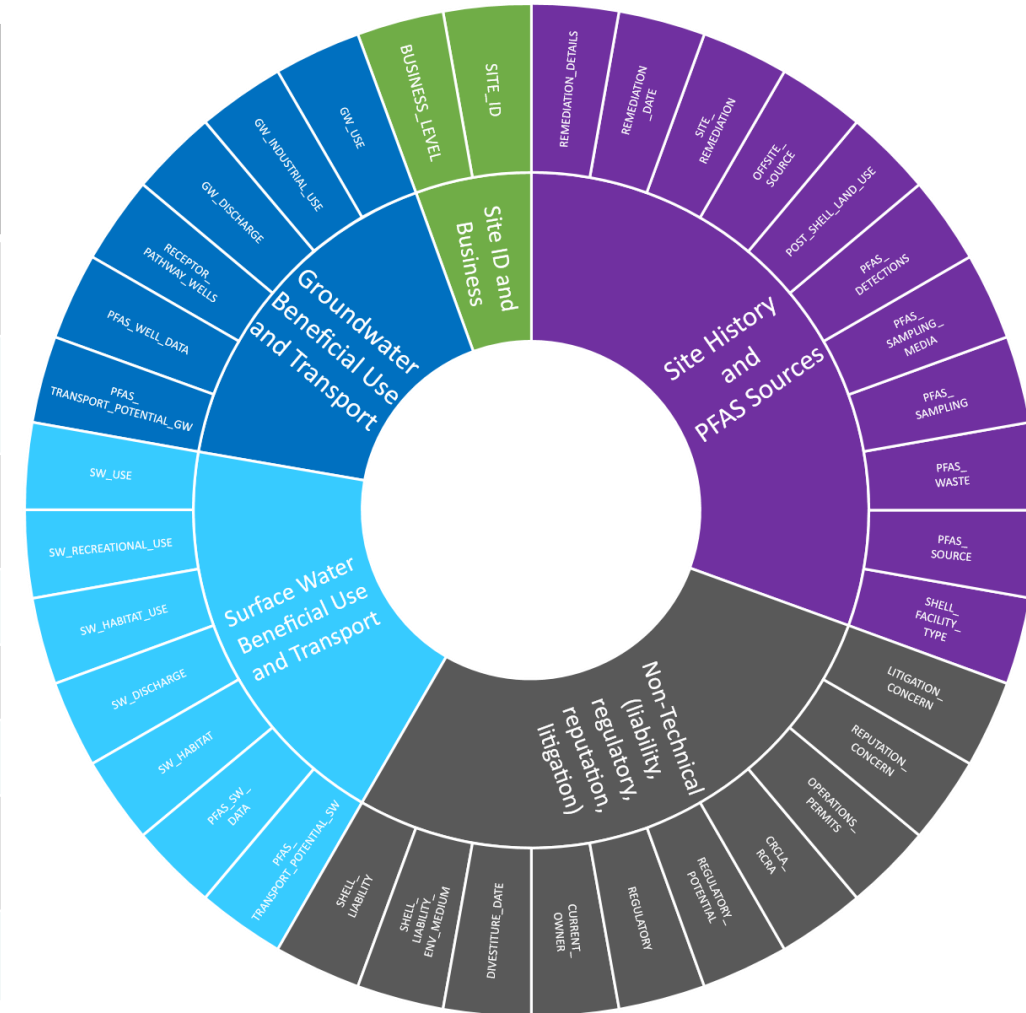 Site ID and
Business
BUSINESS_LEVEL
SITE_ID
Site History
and
PFAS Sources
REMEDIATION_DETAILS
REMEDIATION
_DATE
SITE_
REMEDIATION
OFFSITE_
SOURCE
POST_SHELL_LAND_USE
PFAS_
DETECTIONS
PFAS_
SAMPLING_
MEDIA
PFAS_
SAMPLING
PFAS_
WASTE
PFAS_
SOURCE
SHELL_
FACILITY_
TYPE
Non-Technical
(liability,
regulatory,
reputation,
litigation)
LITIGATION_
CONCERN
REPUTATION_
CONCERN
OPERATIONS_
PERMITS
CRCLA_
RCRA
REGULATORY_
POTENTIAL
REGULATORY
CURRENT_
OWNER
DIVESTITURE_DATE
SHELL_
LIABILITY_
ENV_MEDIUM
SHELL_
LIABILITY
Surface Water
Beneficial Use
and Transport
PFAS_
TRANSPORT_POTENTIAL_SW
PFAS_SW_
DATA
SW_HABITAT
SW_DISCHARGE
SW_HABITAT_USE
SW_RECREATIONAL_USE
SW_USE
Groundwater
Beneficial Use
and Transport
PFAS_
TRANSPORT_POTENTIAL_GW
PFAS_WELL_DATA
RECEPTOR_
PATHWAY_WELLS
GW_DISCHARGE
GW_INDUSTRIAL_USE
GW_USE